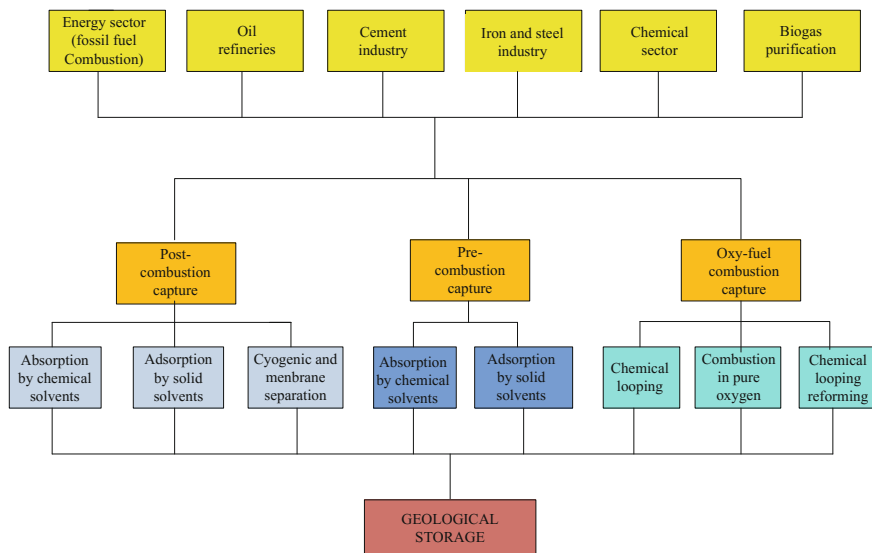 Energy sector
(fossil fuel
Combustion)
Oil
refineries
Cement
industry
Iron and steel
industry
Chemical
sector
Biogas
purification
Post-
combustion
capture
Pre-
combustion
capture
Oxy-fuel
combustion
capture
Absorption
by chemical
solvents
Adsorption
by solid
solvents
Cyogenic and
menbrane
separation
Absorption
by chemical
solvents
Adsorption
by solid
solvents
Chemical
looping
Combustion
in pure
oxygen
Chemical
looping
reforming
GEOLOGICAL
STORAGE